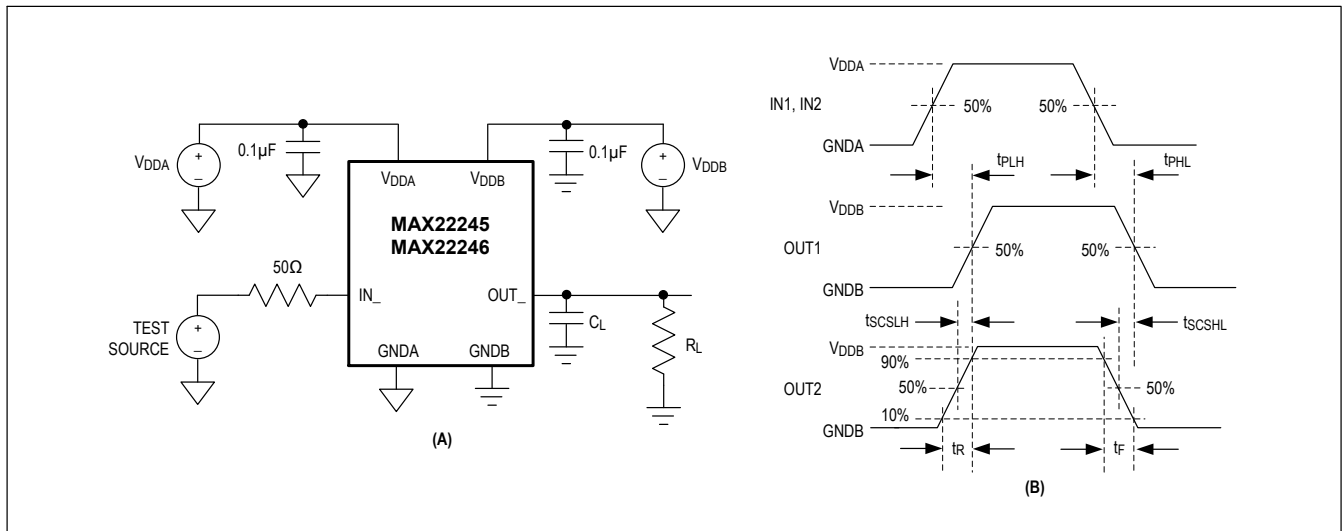 VDDA
0.1µF
0.1µF
VDDB
VDDA
VDDB
MAX22245
MAX22246
50Ω
IN_
OUT_
TEST
SOURCE
CL
RL
GNDA
GNDB
+
–
+
–
+
–
(A)
VDDA
IN1, IN2
50%
50%
GNDA
tPLH
tPHL
VDDB
OUT1
50%
50%
GNDB
tSCSLH
tSCSHL
VDDB
90%
OUT2
50%
50%
10%
GNDB
tR
tF
(B)